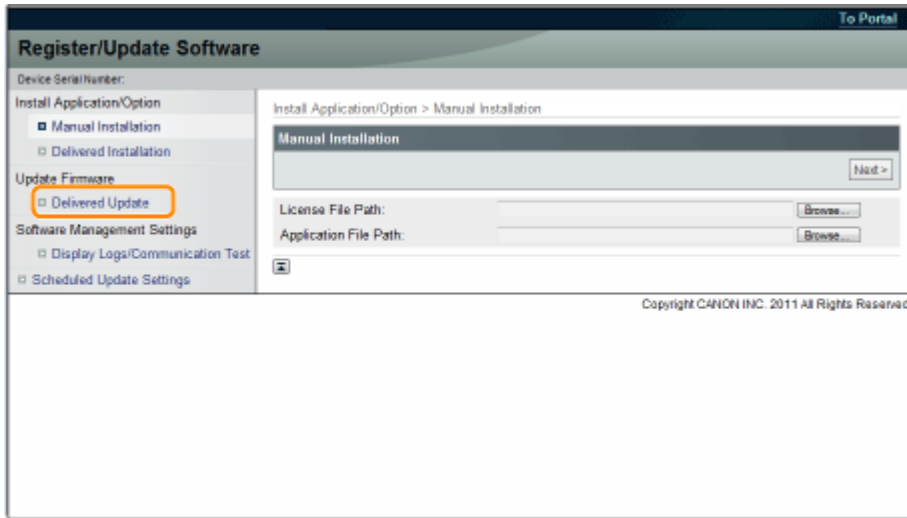 To Portal
Register/Update Software
Device Serial Number:
Install Application/Option
Manual Installation
Delivered Installation
Update Firmware
Delivered Update
Software Management Settings
Display Logs/Communication Test
Scheduled Update Settings
Install Application/Option > Manual Installation
Manual Installation
Next >
License File Path:
Browse...
Application File Path:
Browse...
Copyright CANON INC. 2011 All Rights Reserved